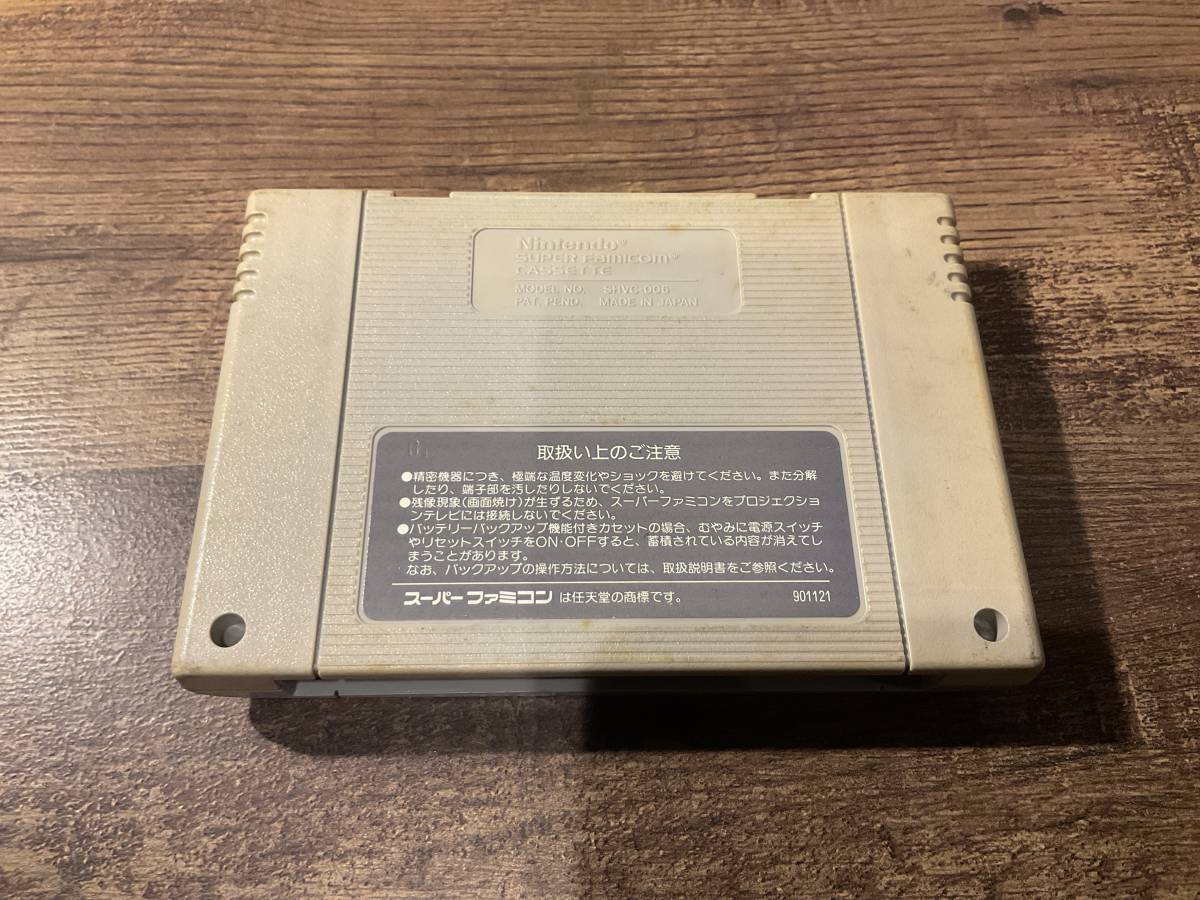 Nintendo®
SUPER FAMICOM®
CASSETTE
MODEL NO. SHVC-006
PAT. PEND. MADE IN JAPAN
取扱い上のご注意
●精密機器につき、極端な温度変化やショックを避けてください。また分解
したり、端子部を汚したりしないでください。
●残像現象(画面焼け)が生ずるため、スーパーファミコンをプロジェクショ
ンテレビには接続しないでください。
●バッテリーバックアップ機能付きカセットの場合、むやみに電源スイッチ
やリセットスイッチをON·OFFすると、蓄積されている内容が消えてし
まうことがあります。
なお、バックアップの操作方法については、取扱説明書をご参照ください。
スーパーファミコン は任天堂の商標です。 901121